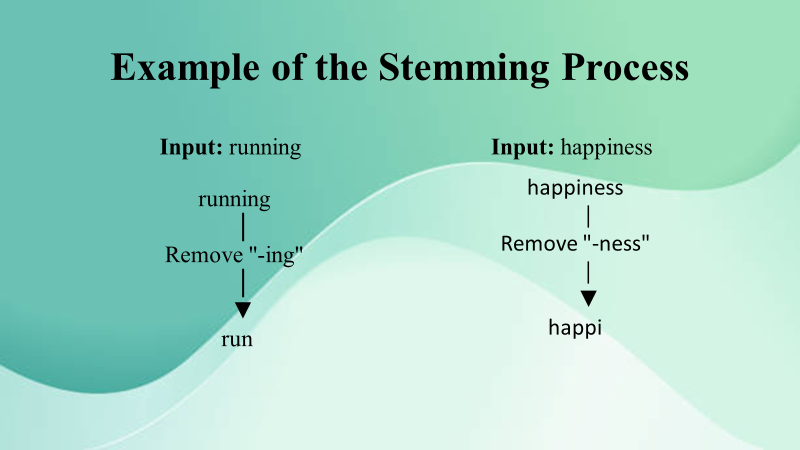 Example of the Stemming Process
Input: running
running
Remove "-ing"
run
Input: happiness
happiness
Remove "-ness"
happi